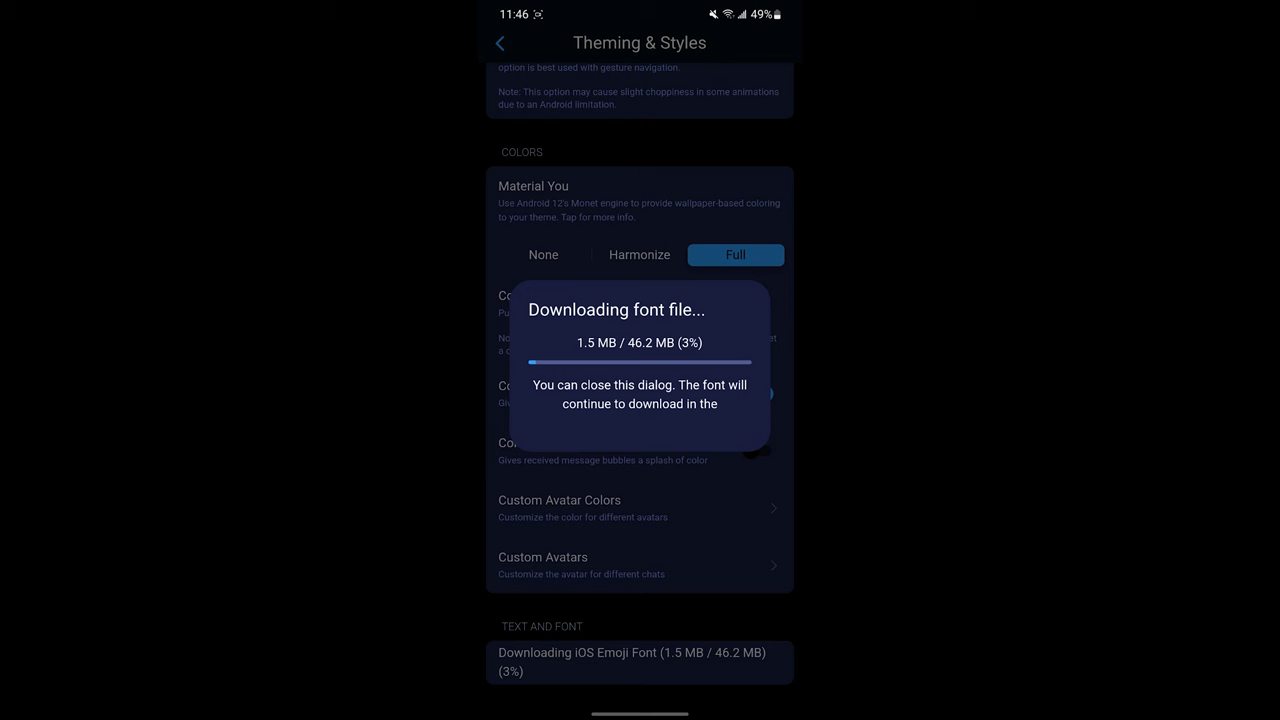 11:46
49%
Theming & Styles
option is best used with gesture navigation.
Note: This option may cause slight choppiness in some animations
due to an Android limitation.
COLORS
Material You
Use Android 12's Monet engine to provide wallpaper-based coloring
to your theme. Tap for more info.
None Harmonize Full
Downloading font file...
1.5 MB / 46.2 MB (3%)
You can close this dialog. The font will
continue to download in the
Gives received message bubbles a splash of color
Custom Avatar Colors
Customize the color for different avatars
Custom Avatars
Customize the avatar for different chats
TEXT AND FONT
Downloading iOS Emoji Font (1.5 MB / 46.2 MB)
(3%)